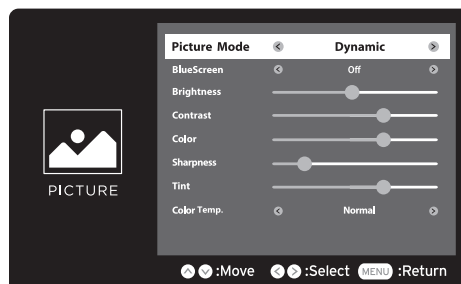 Picture Mode Dynamic
BlueScreen Off
Brightness
Contrast
Color
Sharpness
Tint
Color Temp. Normal
PICTURE
:Move :Select MENU :Return